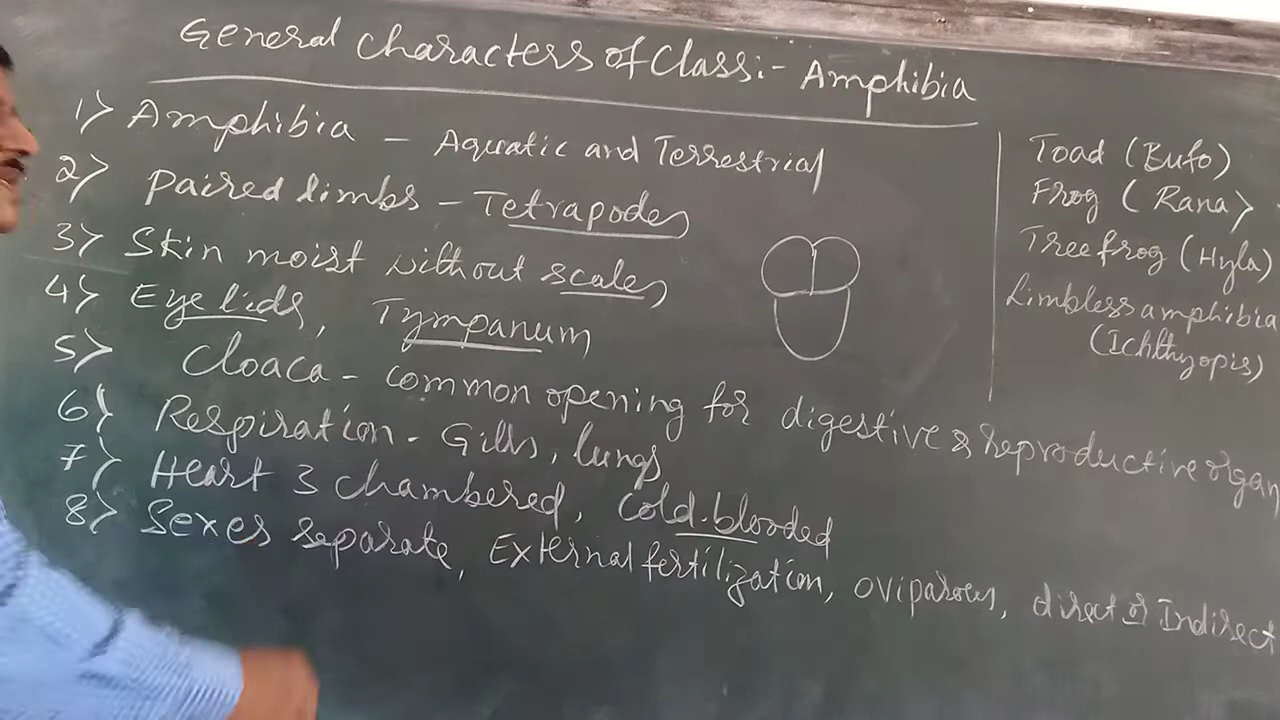 General Characters of Class:- Amphibia
1) Amphibia - Aquatic and Terrestrial
2) Paired limbs - Tetrapodes
3) Skin moist without scales
4) Eye lids, Tympanum
5) Cloaca - Common opening for digestive & reproductive organ
6) Respiration - Gills, lungs
7) Heart 3 chambered, Cold-blooded
8) Sexes separate, External fertilization, oviparous, direct or Indirect
Toad (Bufo)
Frog (Rana)
Tree frog (Hyla)
Limbless amphibia
(Ichthyopis)